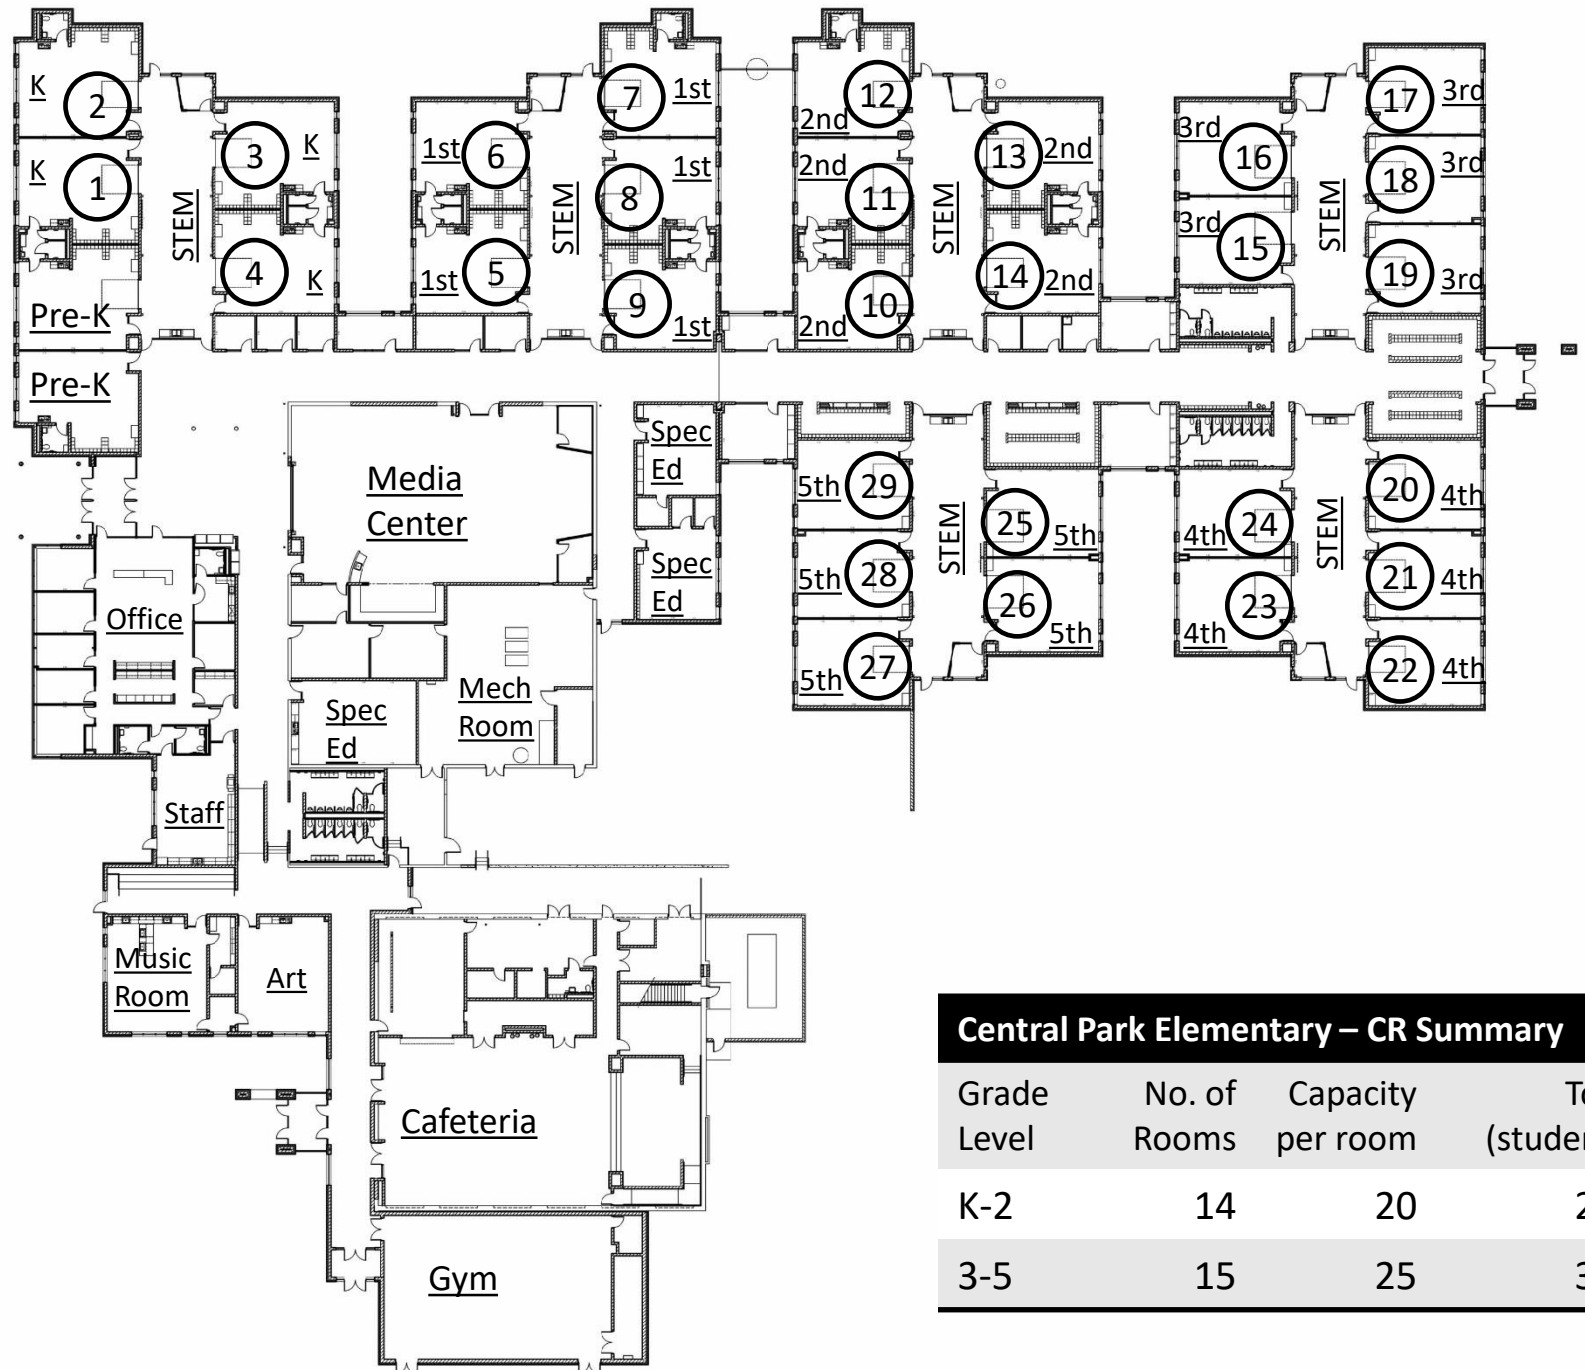 K
2
K
1
Pre-K
Pre-K
STEM
3
K
4
K
1st
6
1st
5
STEM
7
1st
8
1st
9
1st
12
2nd
2nd
11
2nd
10
STEM
13
2nd
14
2nd
3rd
16
3rd
15
STEM
17
3rd
18
3rd
19
3rd
Media
Center
Spec
Ed
Spec
Ed
5th
29
5th
28
5th
27
STEM
25
5th
26
5th
24
4th
23
4th
STEM
20
4th
21
4th
22
4th
Office
Spec
Ed
Mech
Room
Staff
Music
Room
Art
Cafeteria
Gym
Central Park Elementary – CR Summary
Grade No. of Capacity
Level Rooms per room
K-2 14 20
3-5 15 25